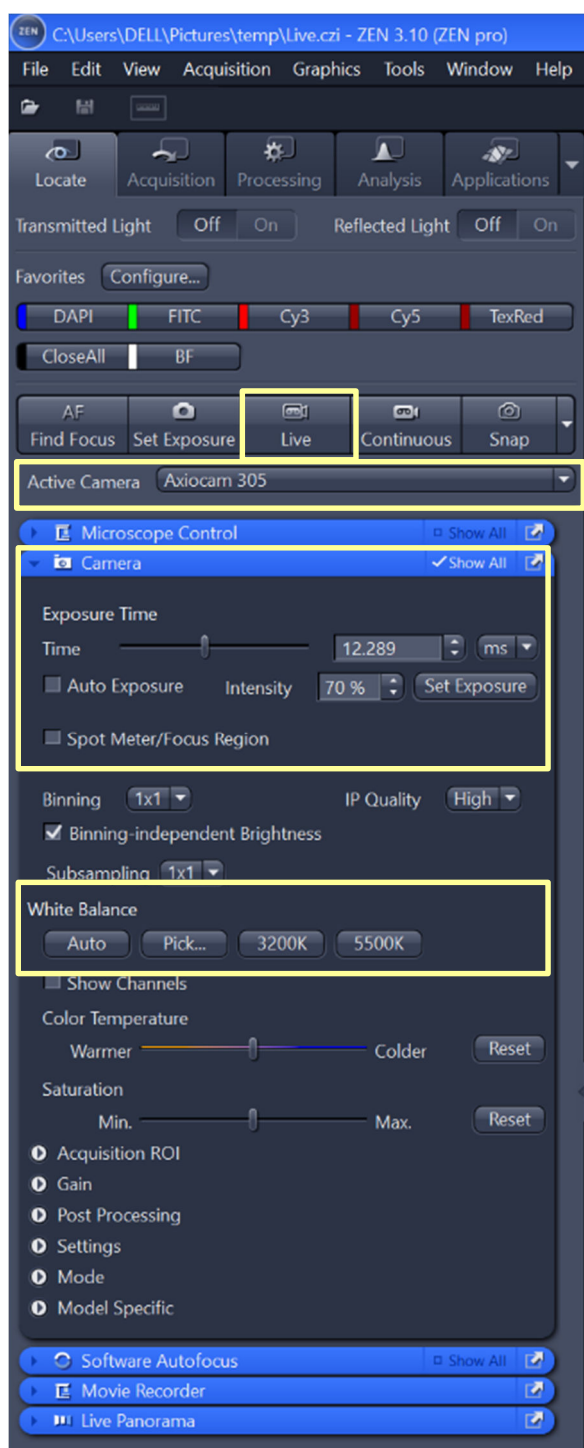 ZEN C:\Users\DELL\Pictures\temp\Live.czi - ZEN 3.10 (ZEN pro)
File Edit View Acquisition Graphics Tools Window Help
Locate Acquisition Processing Analysis Applications
Transmitted Light Off On Reflected Light Off On
Favorites Configure...
DAPI FITC Cy3 Cy5 TexRed
CloseAll BF
AF
Find Focus Set Exposure Live Continuous Snap
Active Camera Axiocam 305
Microscope Control Show All
Camera Show All
Exposure Time
Time 12.289 ms
Auto Exposure Intensity 70 % Set Exposure
Spot Meter/Focus Region
Binning 1x1 IP Quality High
Binning-independent Brightness
Subsampling 1x1
White Balance
Auto Pick... 3200K 5500K
Show Channels
Color Temperature
Warmer Colder Reset
Saturation
Min. Max. Reset
Acquisition ROI
Gain
Post Processing
Settings
Mode
Model Specific
Software Autofocus Show All
Movie Recorder
Live Panorama